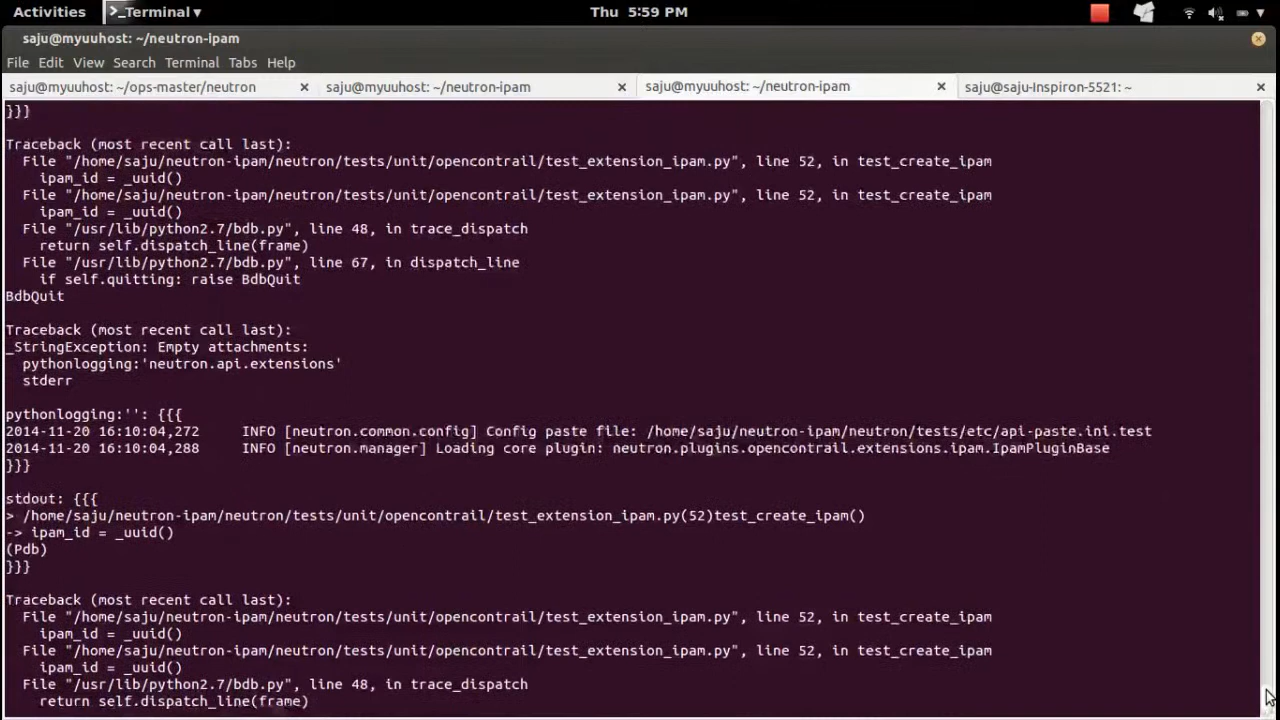 Activities
>_Terminal ▾
Thu 5:59 PM
saju@myuuhost: ~/neutron-ipam
File Edit View Search Terminal Tabs Help
saju@myuuhost: ~/ops-master/neutron
saju@myuuhost: ~/neutron-ipam
saju@myuuhost: ~/neutron-ipam
saju@saju-Inspiron-5521: ~
}}}
Traceback (most recent call last):
  File "/home/saju/neutron-ipam/neutron/tests/unit/opencontrail/test_extension_ipam.py", line 52, in test_create_ipam
    ipam_id = _uuid()
  File "/home/saju/neutron-ipam/neutron/tests/unit/opencontrail/test_extension_ipam.py", line 52, in test_create_ipam
    ipam_id = _uuid()
  File "/usr/lib/python2.7/bdb.py", line 48, in trace_dispatch
    return self.dispatch_line(frame)
  File "/usr/lib/python2.7/bdb.py", line 67, in dispatch_line
    if self.quitting: raise BdbQuit
BdbQuit
Traceback (most recent call last):
_StringException: Empty attachments:
  pythonlogging:'neutron.api.extensions'
  stderr
pythonlogging:'': {{{
2014-11-20 16:10:04,272     INFO [neutron.common.config] Config paste file: /home/saju/neutron-ipam/neutron/tests/etc/api-paste.ini.test
2014-11-20 16:10:04,288     INFO [neutron.manager] Loading core plugin: neutron.plugins.opencontrail.extensions.ipam.IpamPluginBase
}}}
stdout: {{{
> /home/saju/neutron-ipam/neutron/tests/unit/opencontrail/test_extension_ipam.py(52)test_create_ipam()
-> ipam_id = _uuid()
(Pdb)
}}}
Traceback (most recent call last):
  File "/home/saju/neutron-ipam/neutron/tests/unit/opencontrail/test_extension_ipam.py", line 52, in test_create_ipam
    ipam_id = _uuid()
  File "/home/saju/neutron-ipam/neutron/tests/unit/opencontrail/test_extension_ipam.py", line 52, in test_create_ipam
    ipam_id = _uuid()
  File "/usr/lib/python2.7/bdb.py", line 48, in trace_dispatch
    return self.dispatch_line(frame)